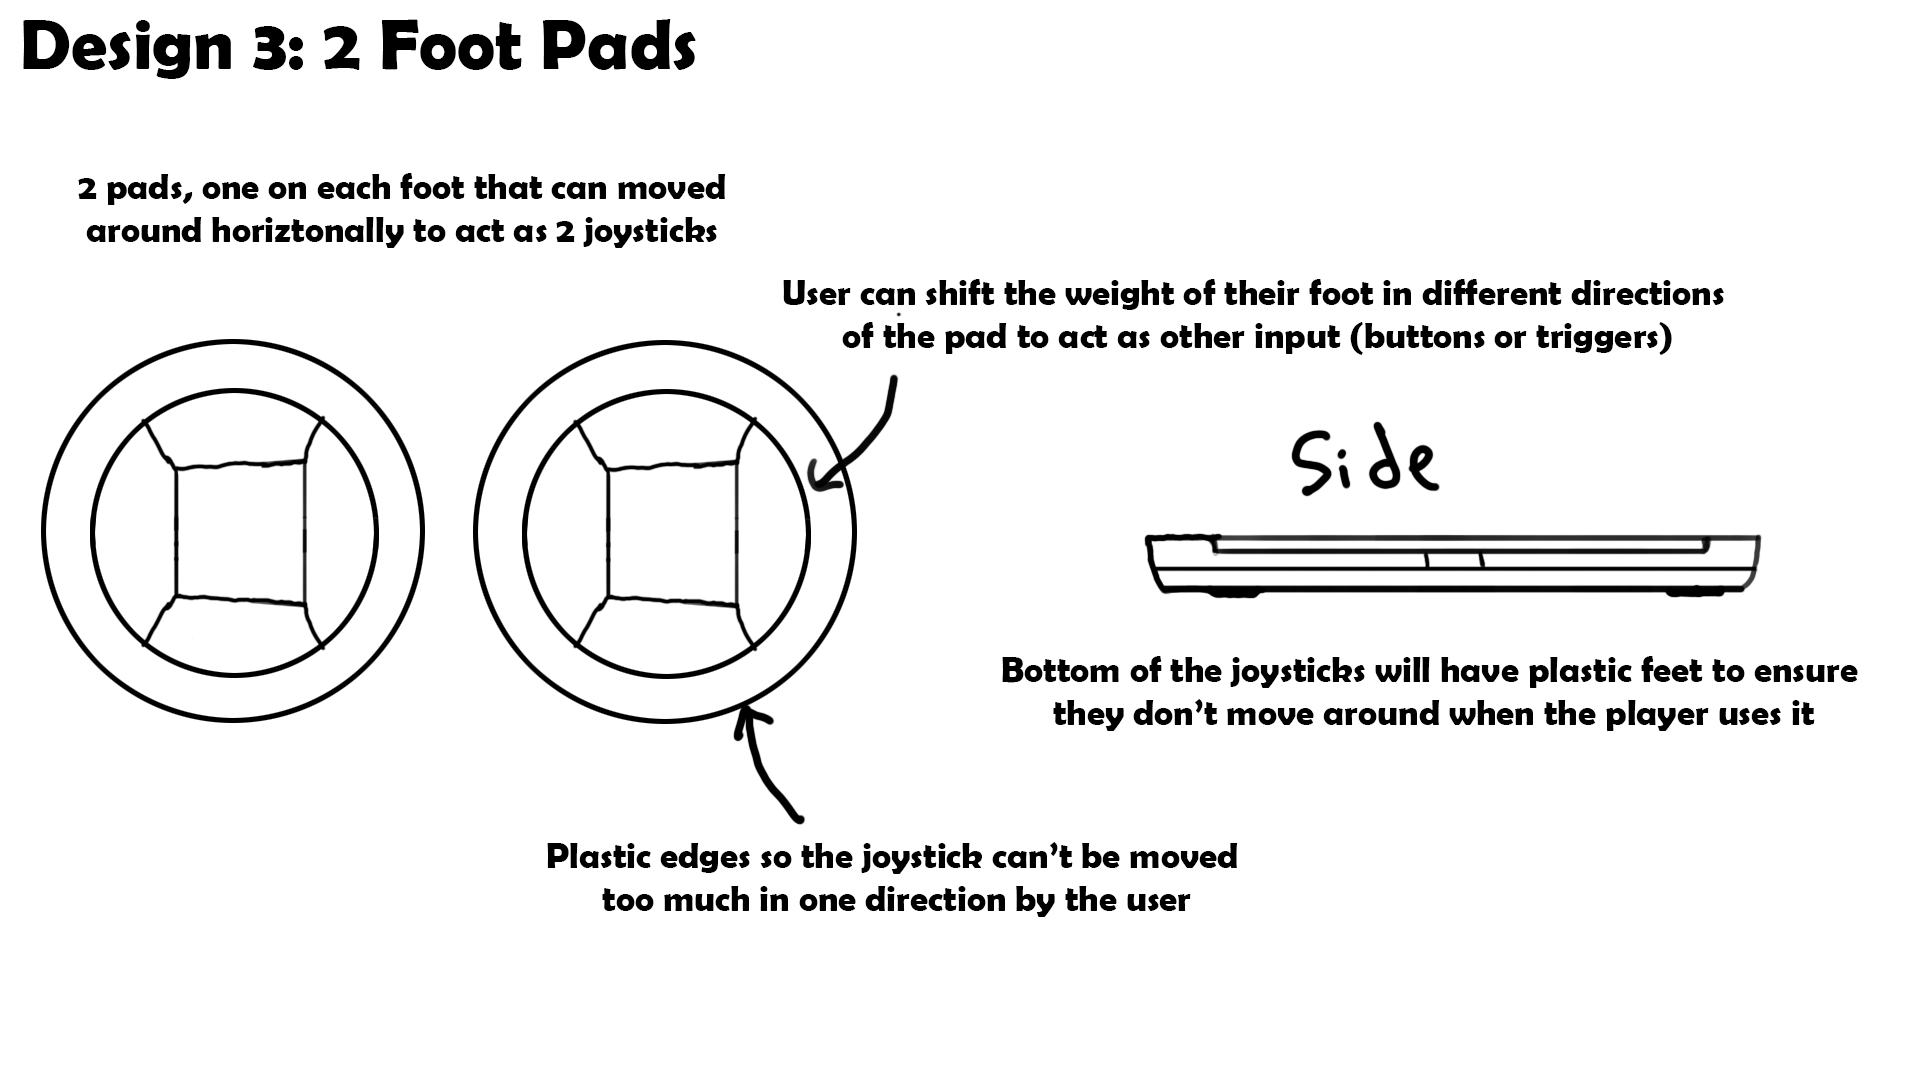 Design 3: 2 Foot Pads
2 pads, one on each foot that can moved
around horiztonally to act as 2 joysticks
User can shift the weight of their foot in different directions
of the pad to act as other input (buttons or triggers)
Side
Bottom of the joysticks will have plastic feet to ensure
they don't move around when the player uses it
Plastic edges so the joystick can't be moved
too much in one direction by the user